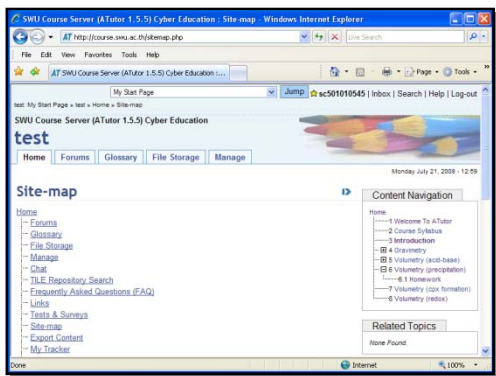 SWU Course Server (ATutor 1.5.5) Cyber Education : Site-map - Windows Internet Explorer
http://course.swu.ac.th/sitemap.php
Live Search
File Edit View Favorites Tools Help
SWU Course Server (ATutor 1.5.5) Cyber Education :...
Page Tools
My Start Page Jump sc501010545 | Inbox | Search | Help | Log-out
test: My Start Page » test » Home » Site-map
SWU Course Server (ATutor 1.5.5) Cyber Education
test
Home Forums Glossary File Storage Manage
Monday July 21, 2008 - 12:59
Site-map
Home
Forums
Glossary
File Storage
Manage
Chat
TILE Repository Search
Frequently Asked Questions (FAQ)
Links
Tests & Surveys
Site-map
Export Content
My Tracker
Content Navigation
Home
1 Welcome To ATutor
2 Course Sylabus
3 Introduction
4 Gravimetry
5 Volumetry (acid-base)
6 Volumetry (precipitation)
6.1 Homework
7 Volumetry (cpx formation)
8 Volumetry (redox)
Related Topics
None Found.
Done Internet 100%